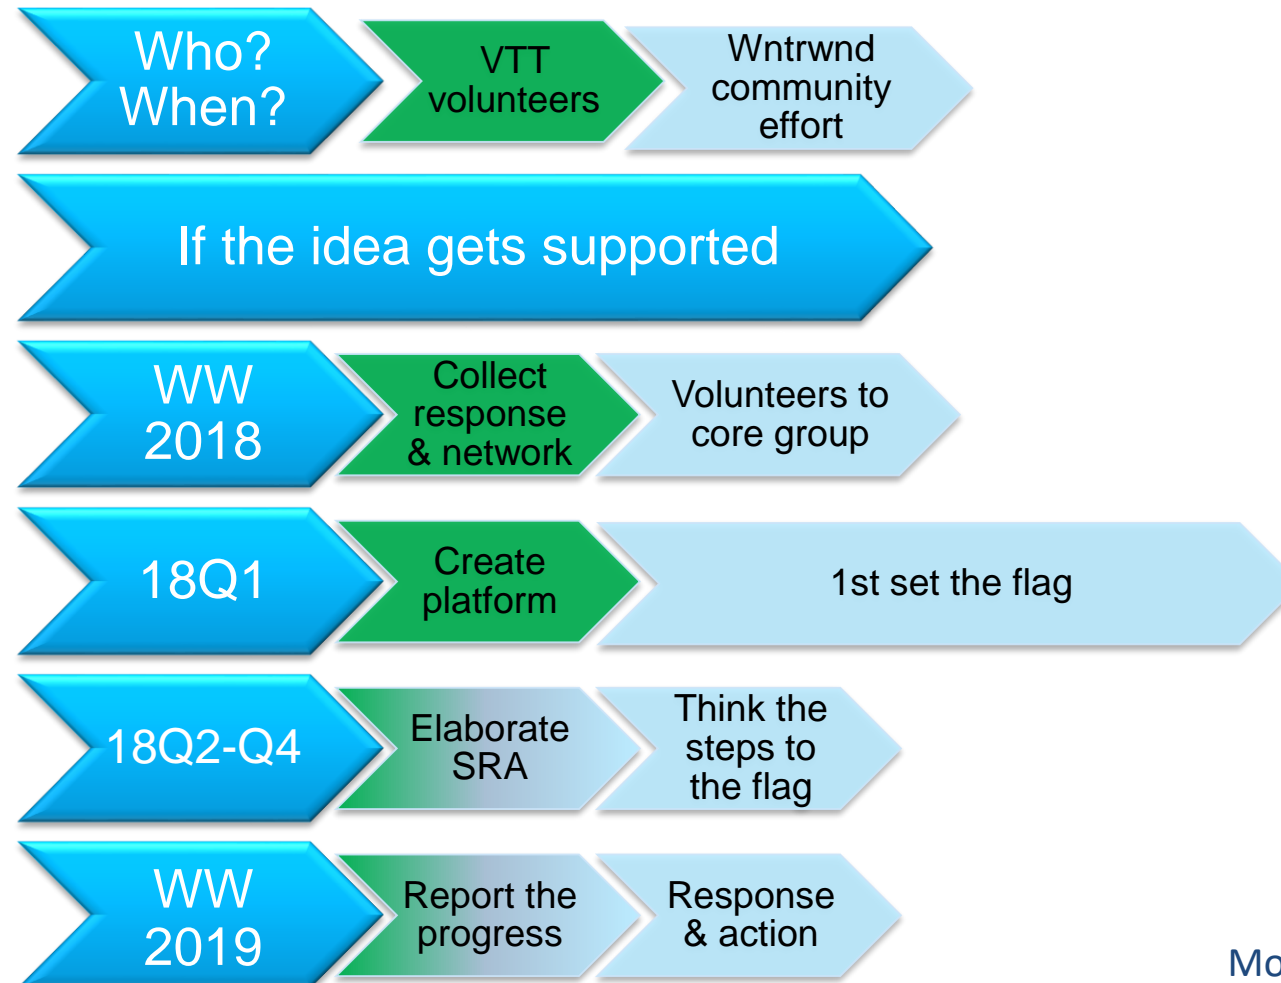 Who?
When?
VTT
volunteers
Wntrwnd
community
effort
If the idea gets supported
WW
2018
Collect
response
& network
Volunteers to
core group
18Q1
Create
platform
1st set the flag
18Q2-Q4
Elaborate
SRA
Think the
steps to
the flag
WW
2019
Report the
progress
Response
& action